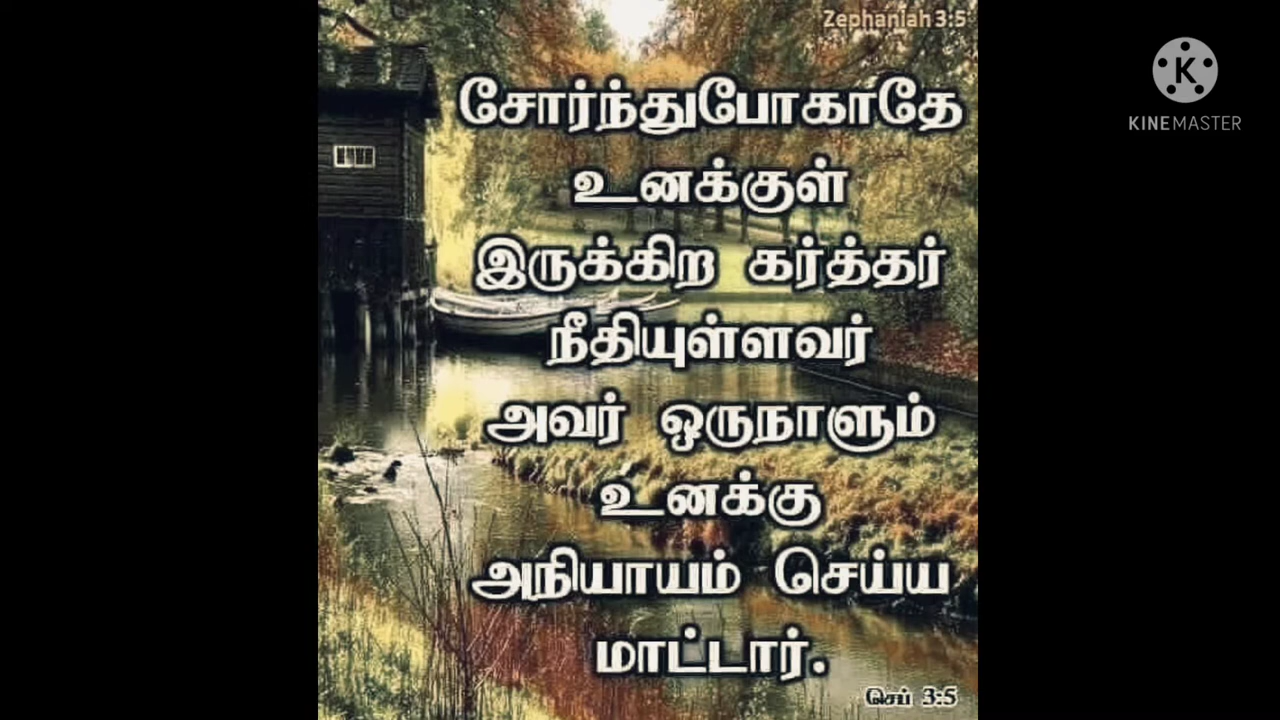 Zephaniah 3:5
சோர்ந்துபோகாதே
உனக்குள்
இருக்கிற கர்த்தர்
நீதியுள்ளவர்
அவர் ஒருநாளும்
உனக்கு
அநியாயம் செய்ய
மாட்டார்.
செப் 3:5
K
KINEMASTER